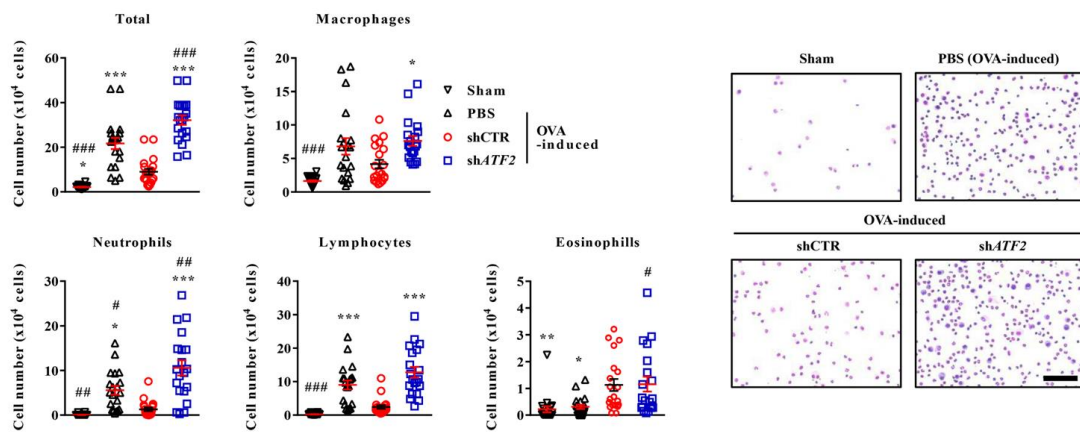 Total
Cell number (x10⁴ cells)
60
40
20
0
###
*
***
###
***
Macrophages
Cell number (x10⁴ cells)
20
15
10
5
0
###
*
Sham
PBS
shCTR
shATF2
OVA
-induced
Neutrophils
Cell number (x10⁴ cells)
30
20
10
0
##
#
*
##
***
Lymphocytes
Cell number (x10⁴ cells)
40
30
20
10
0
###
***
***
Eosinophills
Cell number (x10⁴ cells)
5
4
3
2
1
0
**
*
#
Sham
PBS (OVA-induced)
OVA-induced
shCTR
shATF2